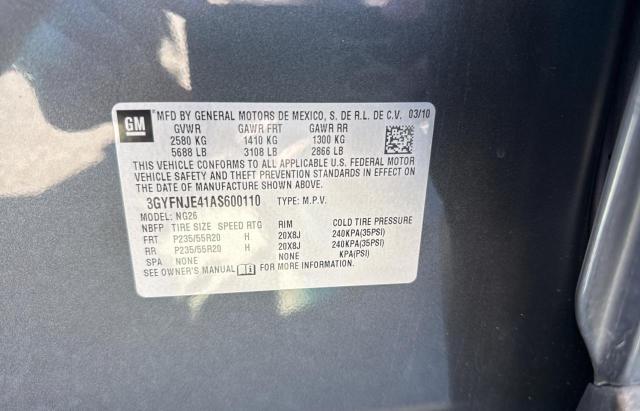 GM
MFD BY GENERAL MOTORS DE MEXICO, S. DE R.L. DE C.V. 03/10
GVWR GAWR FRT GAWR RR
2580 KG 1410 KG 1300 KG
5688 LB 3108 LB 2866 LB
THIS VEHICLE CONFORMS TO ALL APPLICABLE U.S. FEDERAL MOTOR
VEHICLE SAFETY AND THEFT PREVENTION STANDARDS IN EFFECT ON
THE DATE OF MANUFACTURE SHOWN ABOVE.
3GYFNJE41AS600110 TYPE: M.P.V.
MODEL: NG26
NBFP TIRE SIZE SPEED RTG RIM COLD TIRE PRESSURE
FRT P235/55R20 H 20X8J 240KPA(35PSI)
RR P235/55R20 H 20X8J 240KPA(35PSI)
SPA NONE NONE KPA(PSI)
SEE OWNER'S MANUAL FOR MORE INFORMATION.